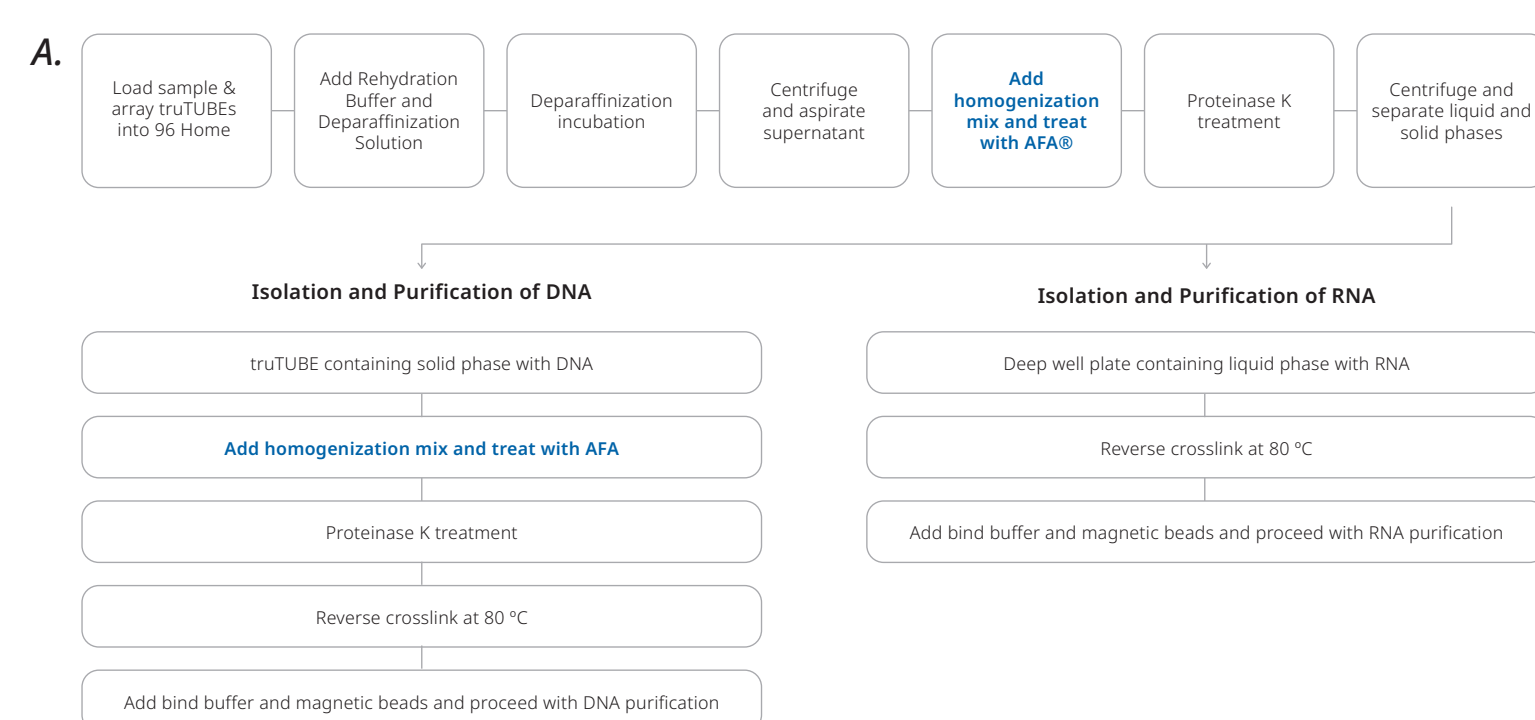 A.
Load sample &
array truTUBEs
into 96 Home
Add Rehydration
Buffer and
Deparaffinization
Solution
Deparaffinization
incubation
Centrifuge
and aspirate
supernatant
Add
homogenization
mix and treat
with AFA®
Proteinase K
treatment
Centrifuge and
separate liquid and
solid phases
Isolation and Purification of DNA
truTUBE containing solid phase with DNA
Add homogenization mix and treat with AFA
Proteinase K treatment
Reverse crosslink at 80 ºC
Add bind buffer and magnetic beads and proceed with DNA purification
Isolation and Purification of RNA
Deep well plate containing liquid phase with RNA
Reverse crosslink at 80 ºC
Add bind buffer and magnetic beads and proceed with RNA purification